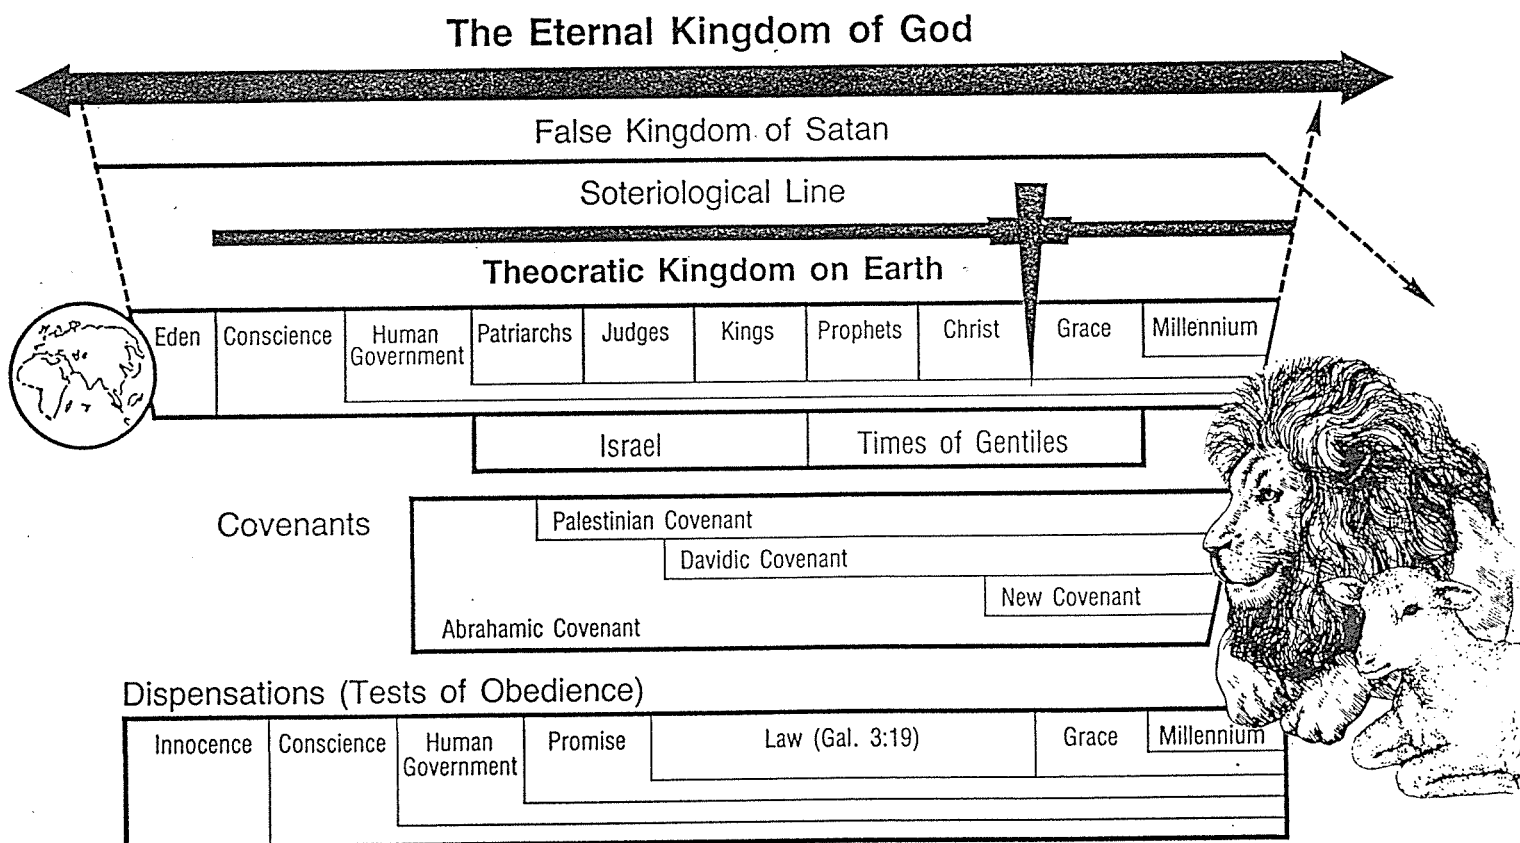 The Eternal Kingdom of God
False Kingdom of Satan
Soteriological Line
Theocratic Kingdom on Earth
Eden
Conscience
Human
Government
Patriarchs
Judges
Kings
Prophets
Christ
Grace
Millennium
Israel
Times of Gentiles
Covenants
Palestinian Covenant
Davidic Covenant
New Covenant
Abrahamic Covenant
Dispensations (Tests of Obedience)
Innocence
Conscience
Human
Government
Promise
Law (Gal. 3:19)
Grace
Millennium